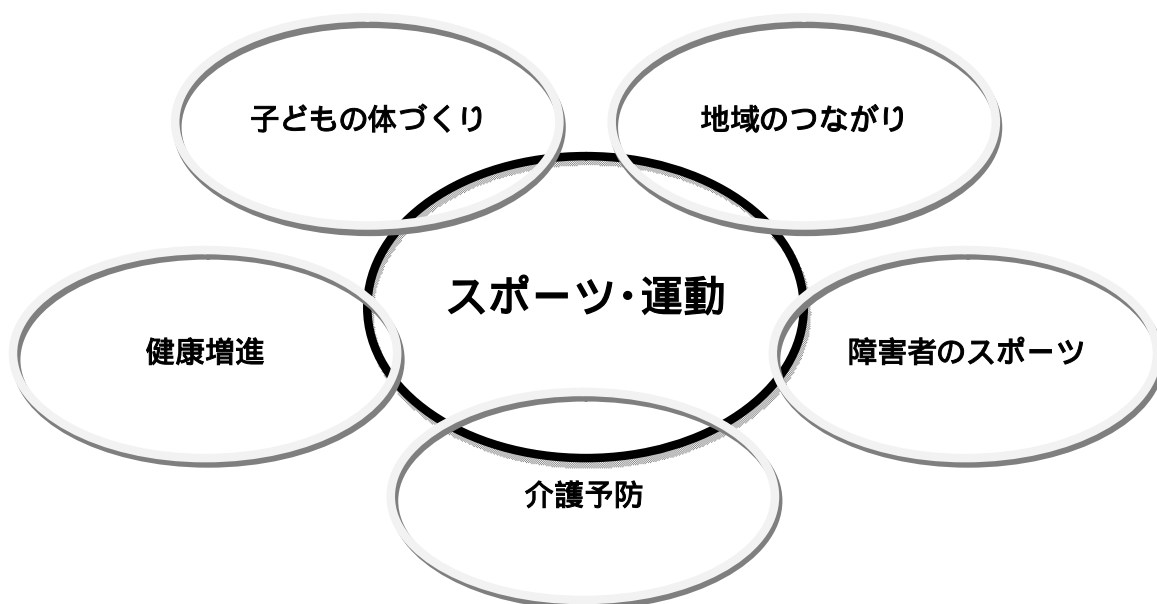 子どもの体づくり
地域のつながり
スポーツ・運動
健康増進
障害者のスポーツ
介護予防